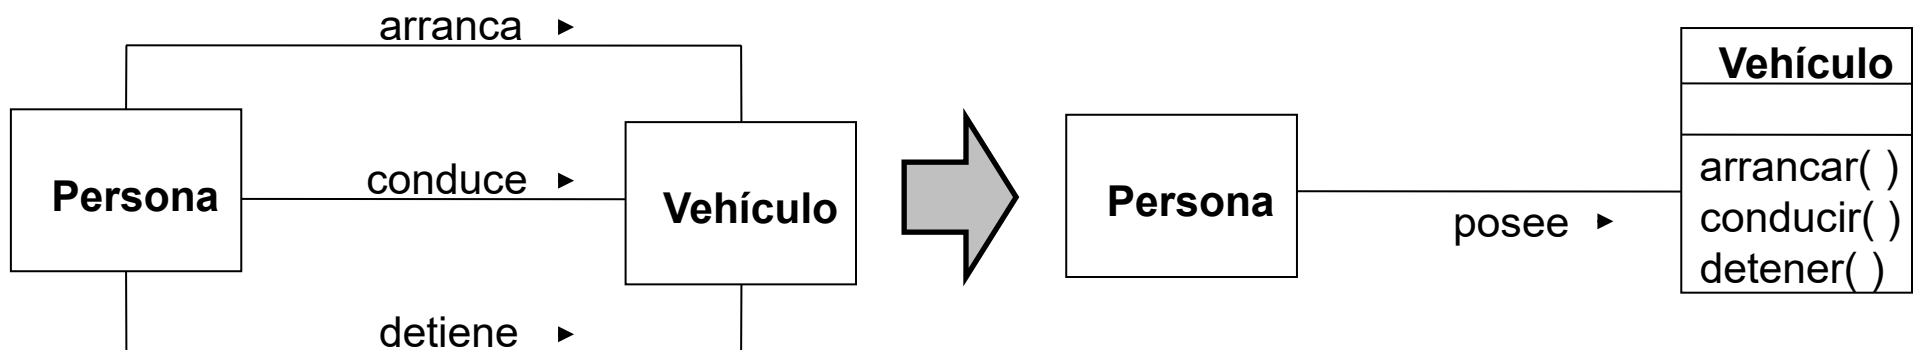 arranca ►
Persona
conduce ►
Vehículo
detiene ►
Persona
posee ►
Vehículo
arrancar( )
conducir( )
detener( )